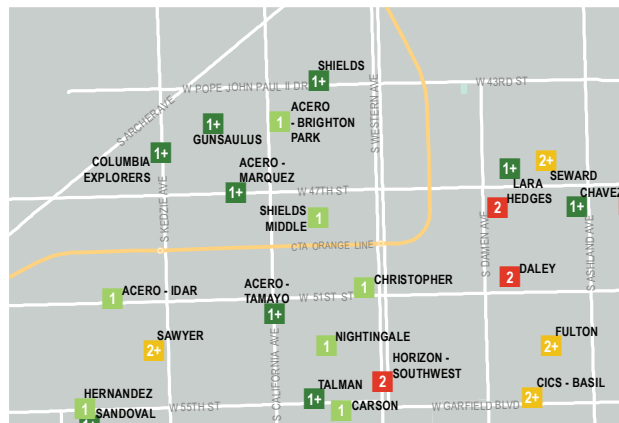 SHIELDS
1+
W POPE JOHN PAUL II DR
W 43RD ST
S ARCHER AVE
S WESTERN AVE
1+
GUNSAULUS
1
ACERO
- BRIGHTON
PARK
1+
COLUMBIA
EXPLORERS
ACERO -
MARQUEZ
1+
W 47TH ST
2+
SEWARD
1+
LARA
HEDGES
2
1+
CHAVEZ
S KEDZIE AVE
SHIELDS
MIDDLE
1
CTA ORANGE LINE
S DAMEN AVE
S ASHLAND AVE
DALEY
2
1
ACERO - IDAR
ACERO -
TAMAYO
1+
W 51ST ST
1
CHRISTOPHER
SAWYER
2+
S CALIFORNIA AVE
1
NIGHTINGALE
HORIZON -
SOUTHWEST
2
FULTON
2+
HERNANDEZ
1
SANDOVAL
1+
W 55TH ST
TALMAN
1+
1
CARSON
W GARFIELD BLVD
2+
CICS - BASIL